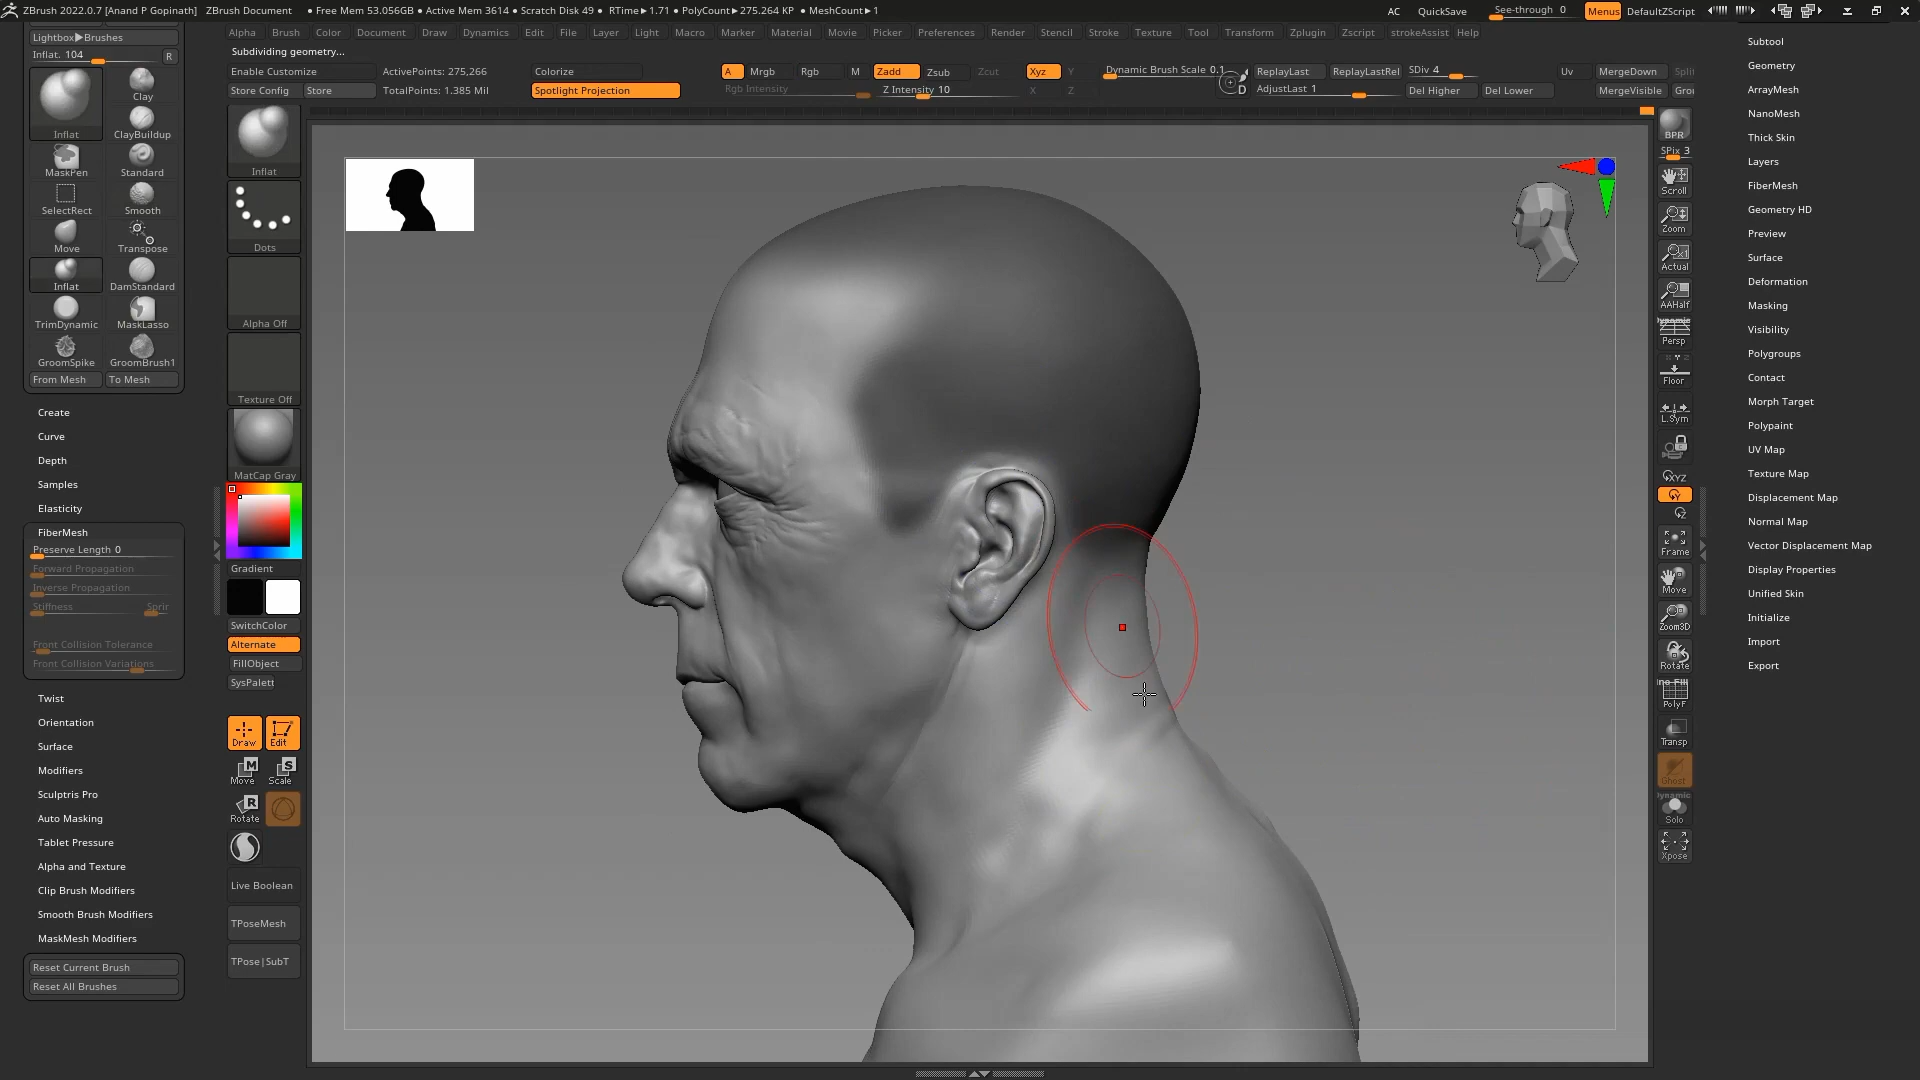 ZBrush 2022.0.7 [Anand P Gopinath] ZBrush Document • Free Mem 53.056GB • Active Mem 3614 • Scratch Disk 49 • RTime▶1.71 • PolyCount▶275.264 KP • MeshCount▶1 AC QuickSave See-through 0 Menus DefaultZScript
Alpha Brush Color Document Draw Dynamics Edit File Layer Light Macro Marker Material Movie Picker Preferences Render Stencil Stroke Texture Tool Transform Zplugin Zscript strokeAssist Help
Subdividing geometry...
Enable Customize ActivePoints: 275,266 Colorize A Mrgb Rgb M Zadd Zsub Zcut Xyz Y Dynamic Brush Scale 0.1 ReplayLast ReplayLastRel SDiv 4 Uv MergeDown Split
Store Config Store TotalPoints: 1.385 Mil Spotlight Projection Rgb Intensity Z Intensity 10 X Z D AdjustLast 1 Del Higher Del Lower MergeVisible Grou
Lightbox▶Brushes
Inflat. 104 R
Inflat Clay
ClayBuildup
MaskPen Standard
SelectRect Smooth
Move Transpose
Inflat DamStandard
TrimDynamic MaskLasso
GroomSpike GroomBrush1
From Mesh To Mesh
Create
Curve
Depth
Samples
Elasticity
FiberMesh
Preserve Length 0
Forward Propagation
Inverse Propagation
Stiffness Sprir
Front Collision Tolerance
Front Collision Variations
Twist
Orientation
Surface
Modifiers
Sculptris Pro
Auto Masking
Tablet Pressure
Alpha and Texture
Clip Brush Modifiers
Smooth Brush Modifiers
MaskMesh Modifiers
Reset Current Brush
Reset All Brushes
Inflat
Dots
Alpha Off
Texture Off
MatCap Gray
Gradient
SwitchColor
Alternate
FillObject
SysPalett
Draw Edit
Move M Scale S
Rotate R
Live Boolean
TPoseMesh
TPose|SubT
BPR
SPix 3
Scroll
Zoom
Actual
AAHalf
Dynamic
Persp
Floor
L.Sym
XYZ
Y
Z
Frame
Move
Zoom3D
Rotate
PolyF
Transp
Ghost
Dynamic
Solo
Xpose
Subtool
Geometry
ArrayMesh
NanoMesh
Thick Skin
Layers
FiberMesh
Geometry HD
Preview
Surface
Deformation
Masking
Visibility
Polygroups
Contact
Morph Target
Polypaint
UV Map
Texture Map
Displacement Map
Normal Map
Vector Displacement Map
Display Properties
Unified Skin
Initialize
Import
Export